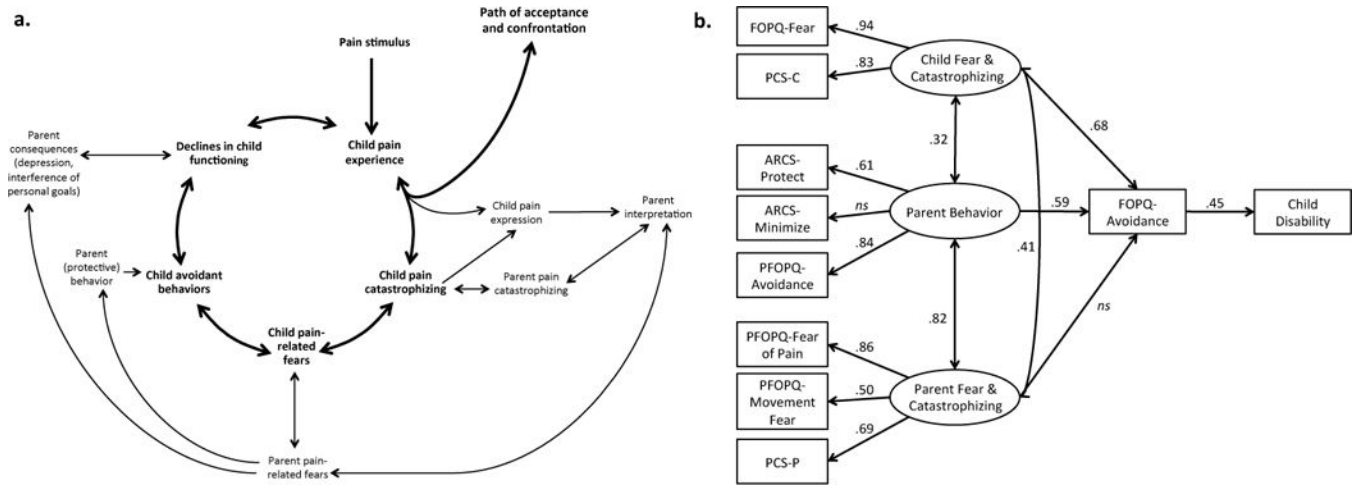 a.
Path of acceptance
and confrontation
Pain stimulus
Parent
consequences
(depression,
interference of
personal goals)
Declines in child
functioning
Child pain
experience
Child pain
expression
Parent
interpretation
Parent
(protective)
behavior
Child avoidant
behaviors
Child pain
catastrophizing
Parent pain
catastrophizing
Child pain-
related
fears
Parent pain-
related fears
b.
FOPQ-Fear
.94
Child Fear &
Catastrophizing
PCS-C
.83
.68
.32
ARCS-
Protect
.61
ARCS-
Minimize
ns
Parent Behavior
.59
FOPQ-
Avoidance
.45
Child
Disability
.84
PFOPQ-
Avoidance
.41
.82
ns
PFOPQ-Fear
of Pain
.86
PFOPQ-
Movement
Fear
.50
Parent Fear &
Catastrophizing
.69
PCS-P